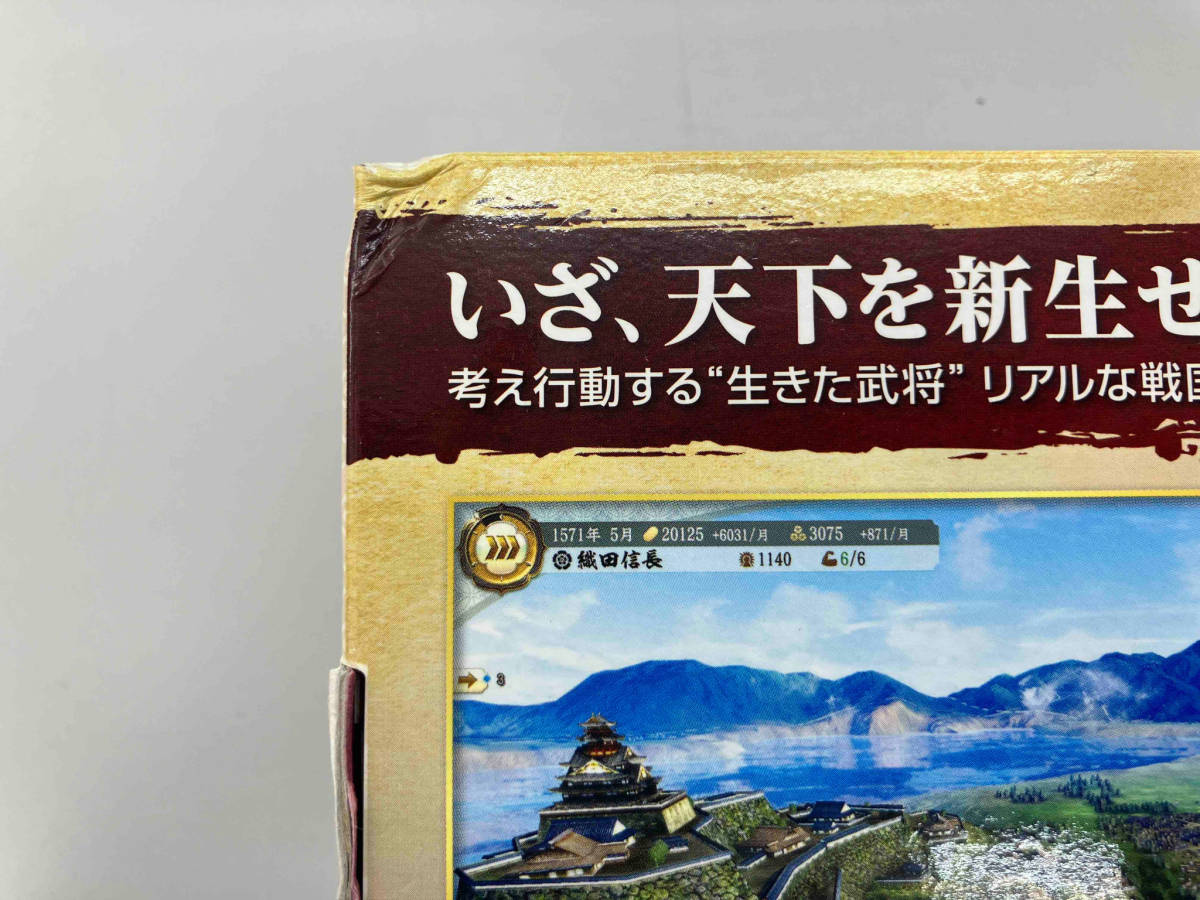 いざ、天下を新生せ
考え行動する“生きた武将” リアルな戦国
1571年 5月 20125 +6031/月 3075 +871/月
織田信長 1140 6/6
3